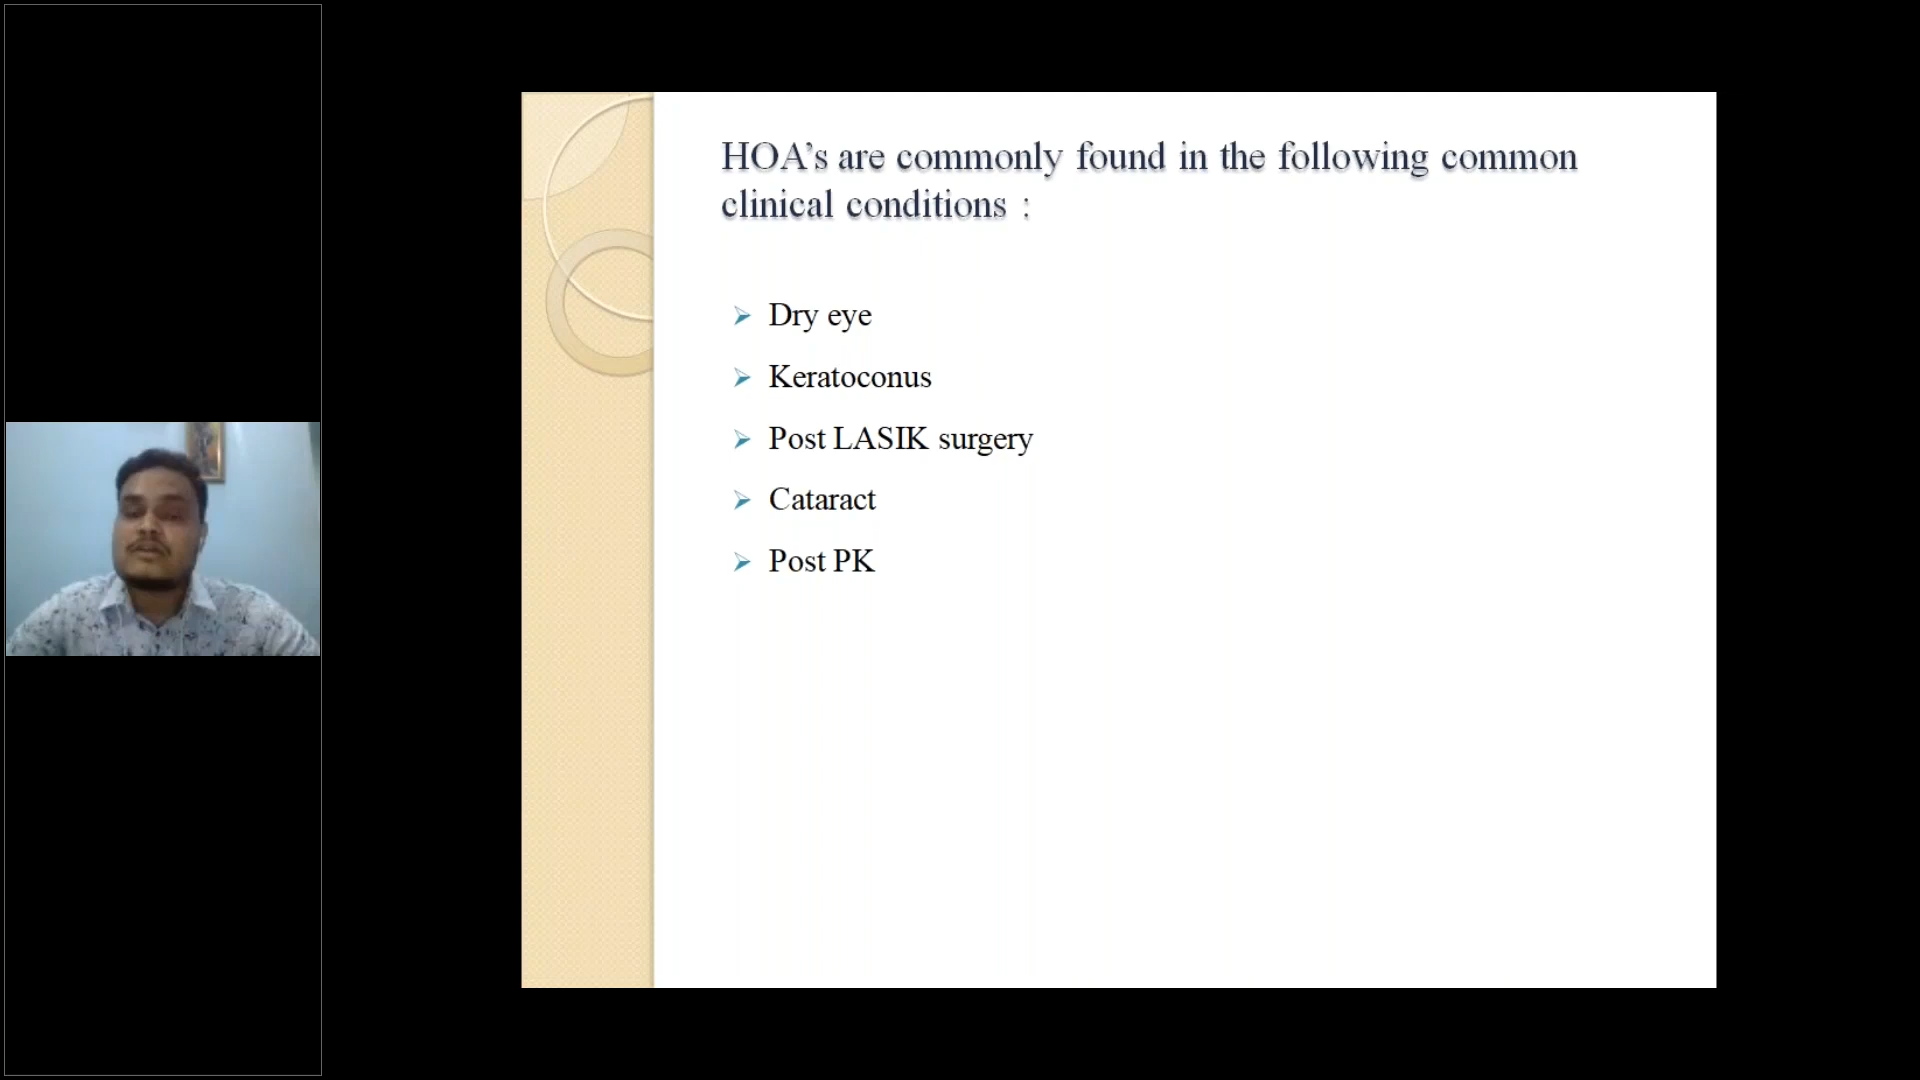 HOA’s are commonly found in the following common
clinical conditions :
Dry eye
Keratoconus
Post LASIK surgery
Cataract
Post PK